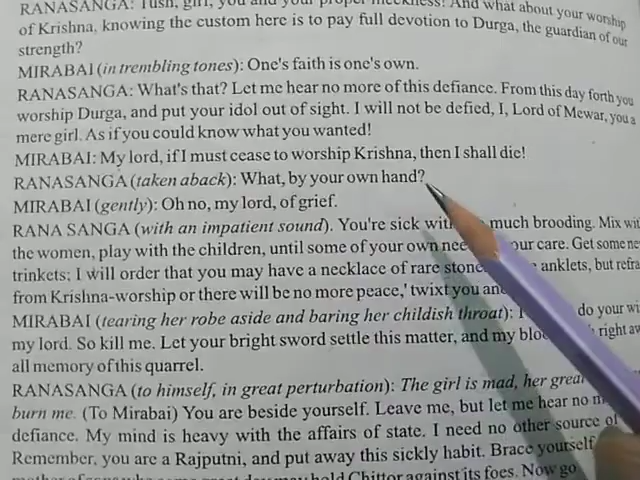 RANASANGA: Tush, girl, you and your proper meekness! And what about your worship
of Krishna, knowing the custom here is to pay full devotion to Durga, the guardian of our
strength?
MIRABAI (in trembling tones): One's faith is one's own.
RANASANGA: What's that? Let me hear no more of this defiance. From this day forth you
worship Durga, and put your idol out of sight. I will not be defied, I, Lord of Mewar, you a
mere girl. As if you could know what you wanted!
MIRABAI: My lord, if I must cease to worship Krishna, then I shall die!
RANASANGA (taken aback): What, by your own hand?
MIRABAI (gently): Oh no, my lord, of grief.
RANA SANGA (with an impatient sound). You're sick with much brooding. Mix
the women, play with the children, until some of your own care. Get some
trinkets; I will order that you may have a necklace of rare anklets, but
from Krishna-worship or there will be no more peace,' twixt you
MIRABAI (tearing her robe aside and baring her childish throat): do your
my lord. So kill me. Let your bright sword settle this matter, and my right
all memory of this quarrel.
RANASANGA (to himself, in great perturbation): The girl is mad, her
burn me. (To Mirabai) You are beside yourself. Leave me, but let me hear no
defiance. My mind is heavy with the affairs of state. I need no other source of
Remember, you are a Rajputni, and put away this sickly habit. Brace yourself
hold Chittor against its foes. Now go